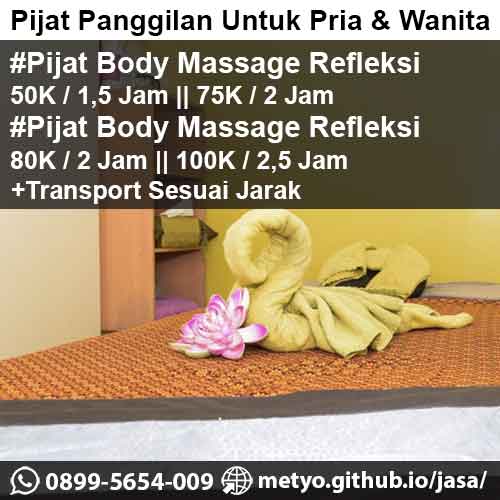 Pijat Panggilan Untuk Pria & Wanita
#Pijat Body Massage Refleksi
50K / 1,5 Jam || 75K / 2 Jam
#Pijat Body Massage Refleksi
80K / 2 Jam || 100K / 2,5 Jam
+Transport Sesuai Jarak
0899-5654-009 metyo.github.io/jasa/